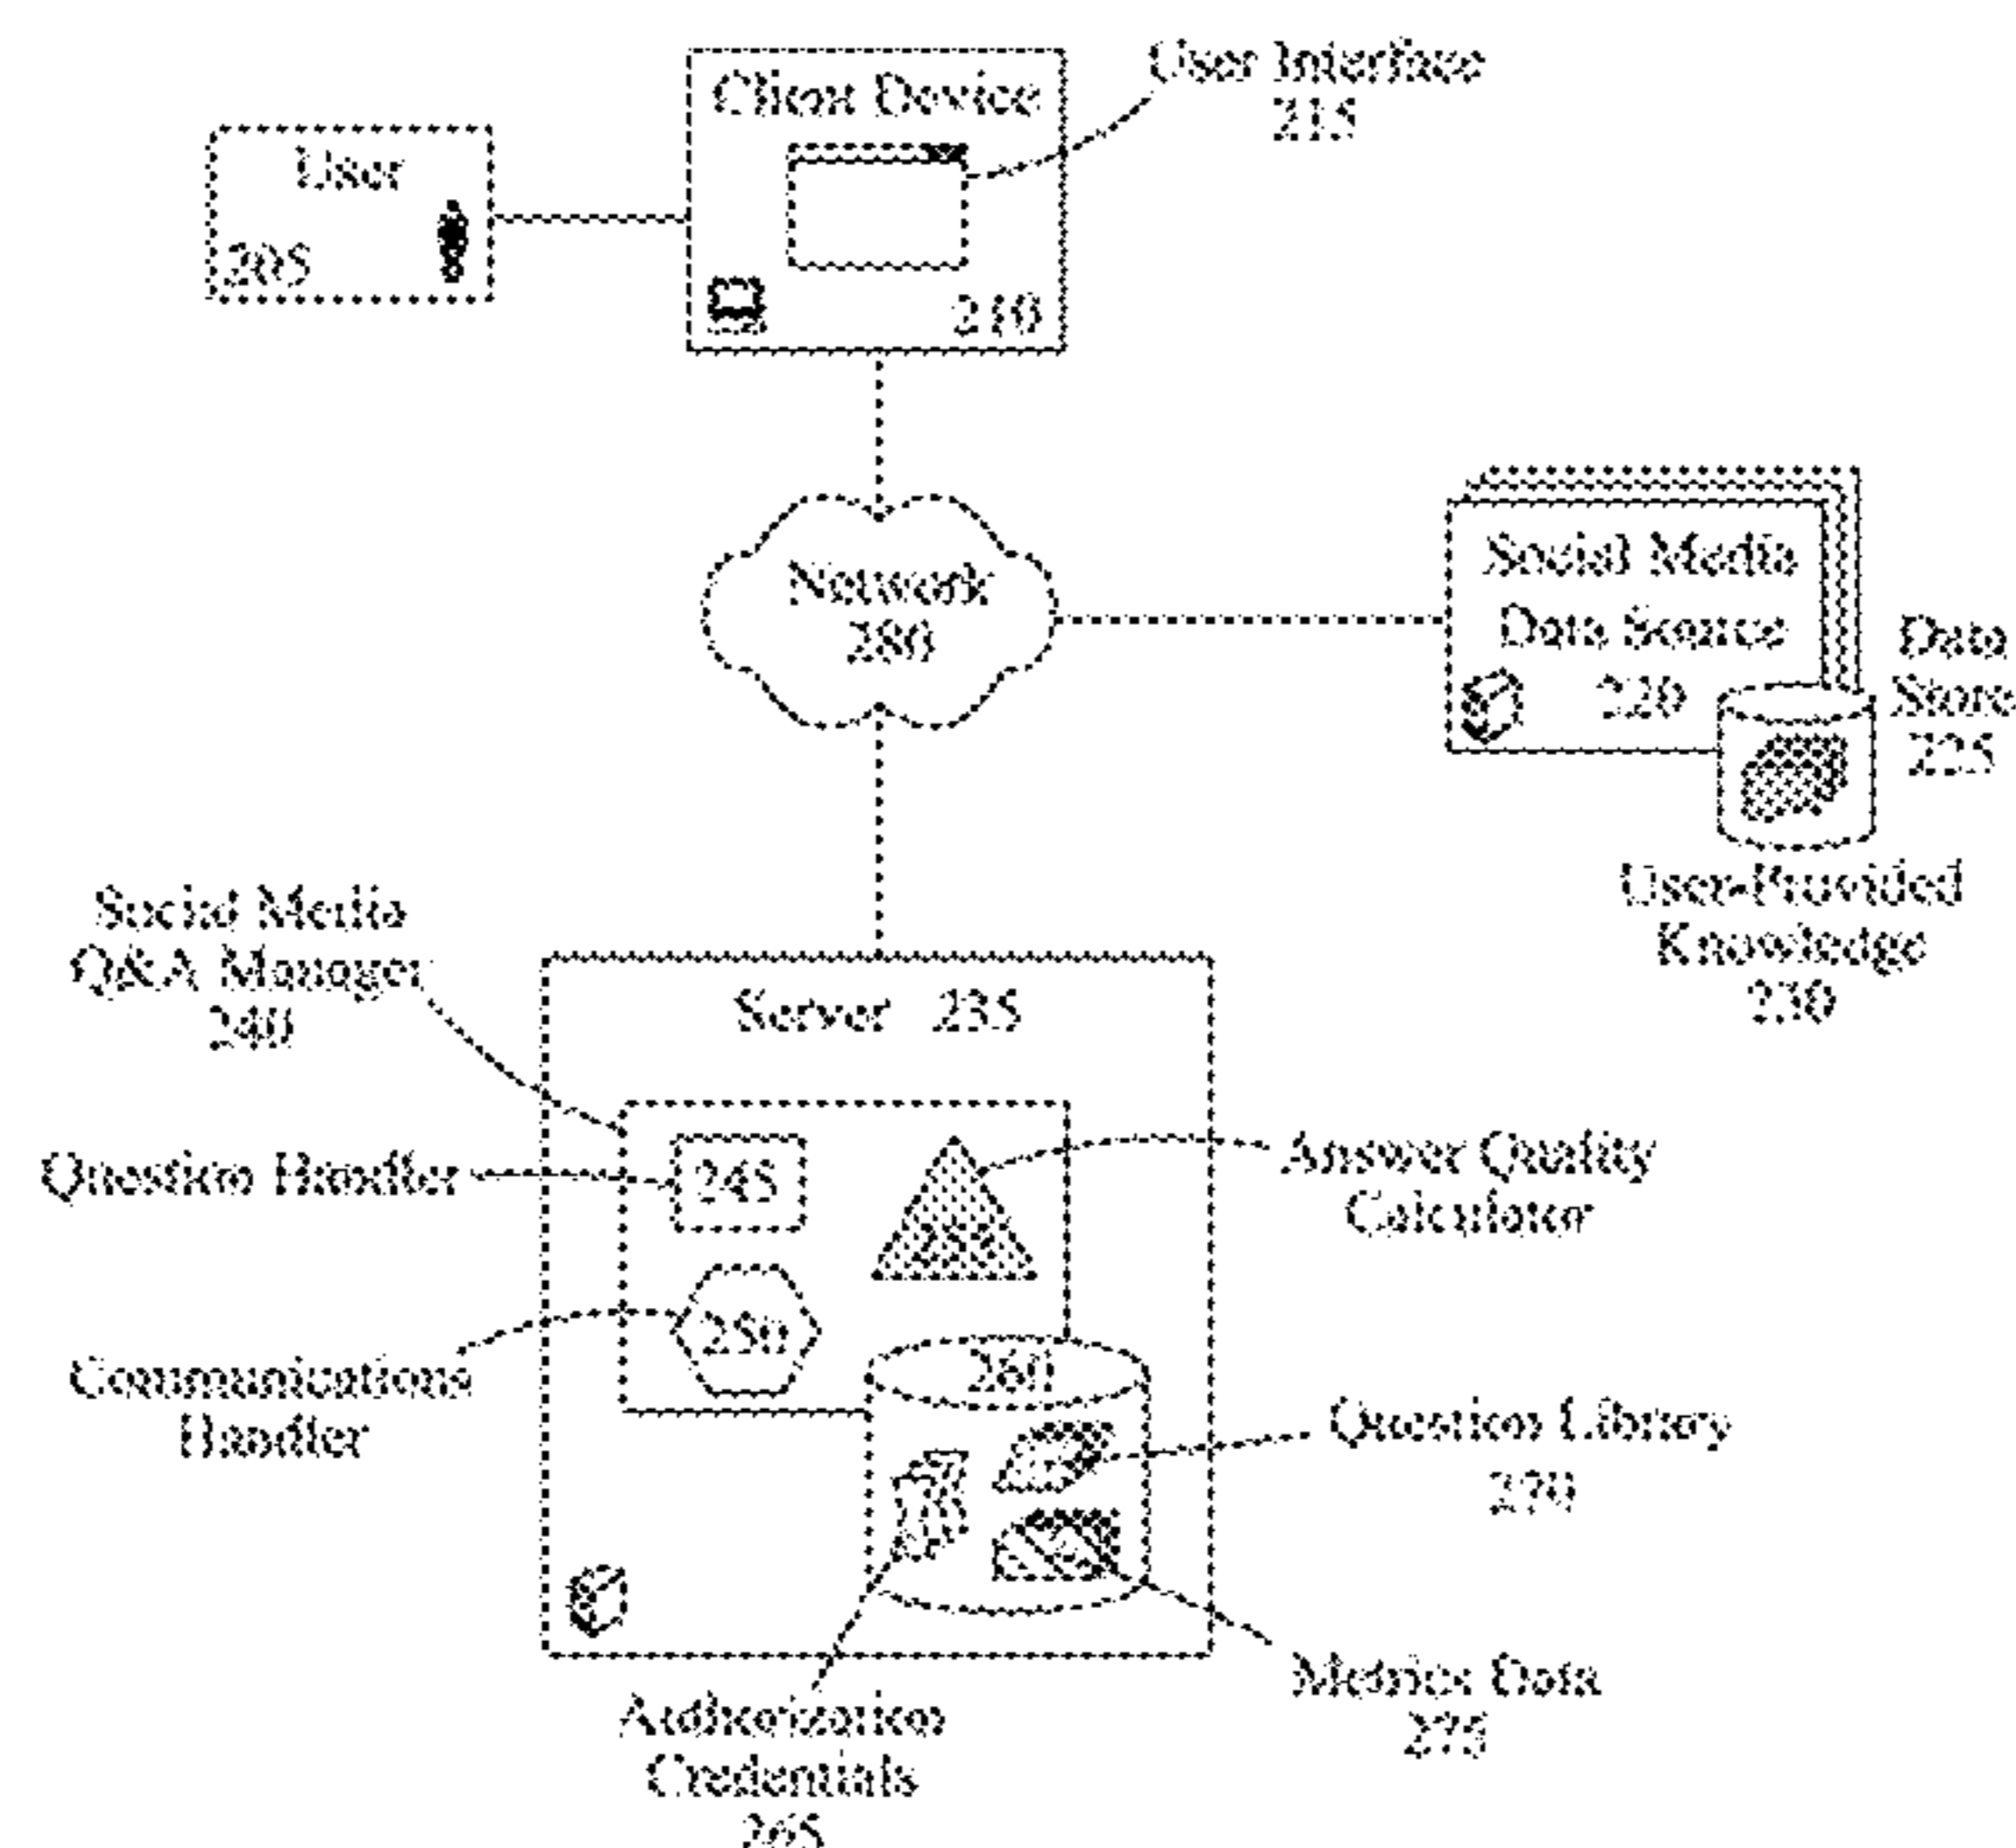 User
205
Client Device
210
User Interface
215
Network
280
Social Media
Data Source
220
Data
Store
225
User-Provided
Knowledge
230
Social Media
Q&A Manager
240
Server 235
Question Handler
245
Answer Quality
Calculator
Communications
Handler
250
260
Question Library
270
Metrics Data
275
Authorization
Credentials
265